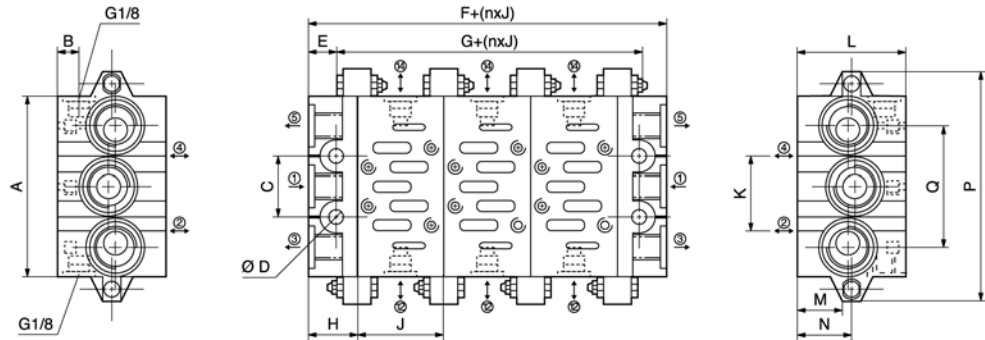 G1/8
B
A
④
②
G1/8
F+(nxJ)
E
G+(nxJ)
⑭
⑭
⑭
⑤
⑤
①
①
C
③
③
Ø D
⑫
⑫
⑫
H
J
L
④
②
K
Q
P
M
N